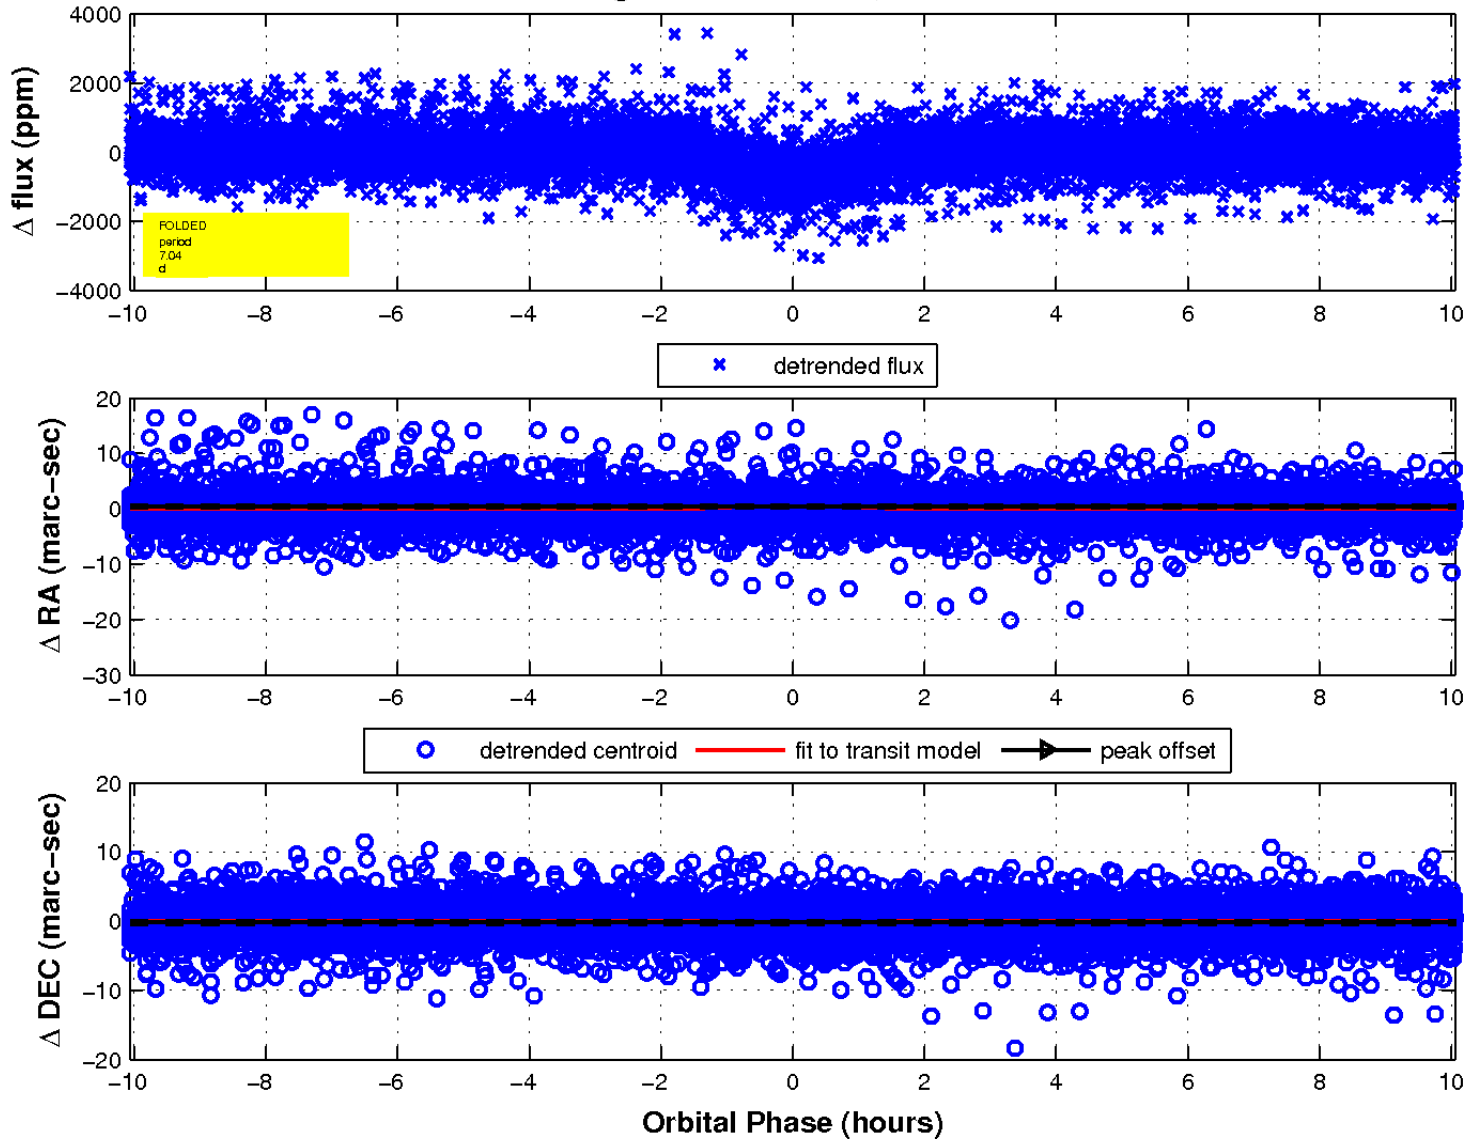 4000
2000
0
−2000
−4000
Δ flux (ppm)
FOLDED
period
7.04
d
−10 −8 −6 −4 −2 0 2 4 6 8 10
detrended flux
20
10
0
−10
−20
−30
Δ RA (marc−sec)
−10 −8 −6 −4 −2 0 2 4 6 8 10
detrended centroid fit to transit model peak offset
20
10
0
−10
−20
Δ DEC (marc−sec)
−10 −8 −6 −4 −2 0 2 4 6 8 10
Orbital Phase (hours)